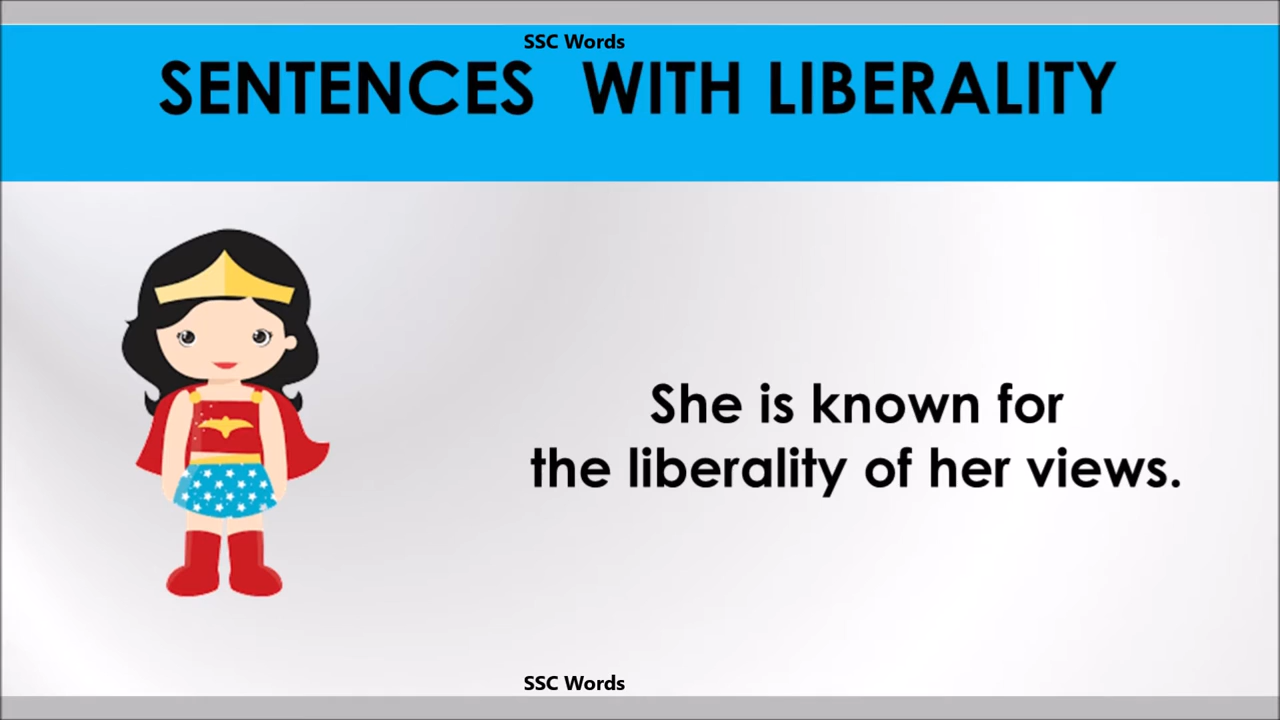 SSC Words
SENTENCES WITH LIBERALITY
She is known for
the liberality of her views.
SSC Words